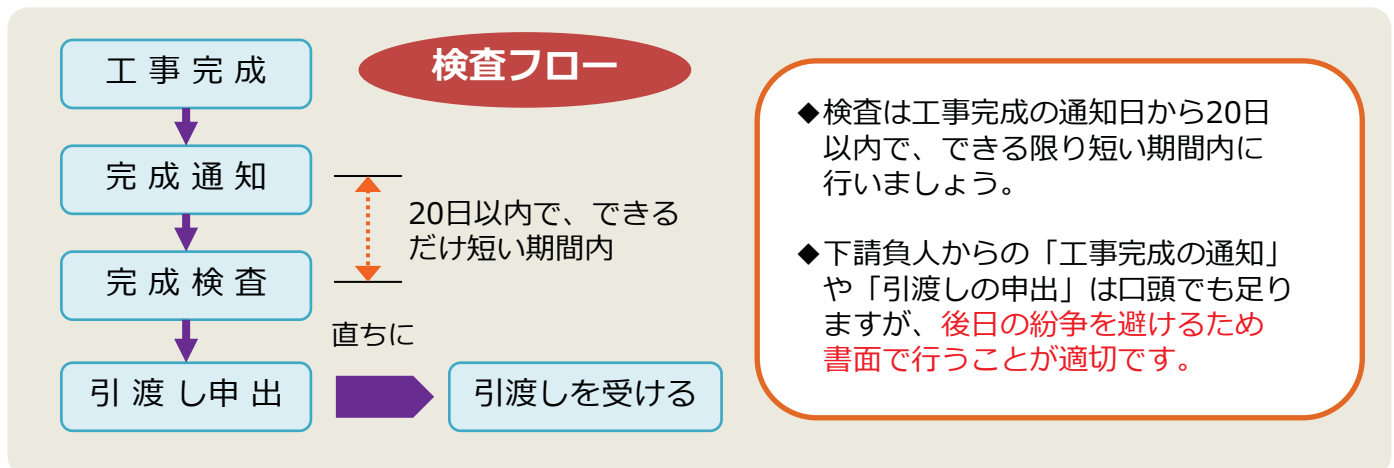 検査フロー
工事完成
完成通知
20日以内で、できる
だけ短い期間内
完成検査
直ちに
引渡し申出
引渡しを受ける
◆検査は工事完成の通知日から20日
以内で、できる限り短い期間内に
行いましょう。
◆下請負人からの「工事完成の通知」
や「引渡しの申出」は口頭でも足り
ますが、後日の紛争を避けるため
書面で行うことが適切です。